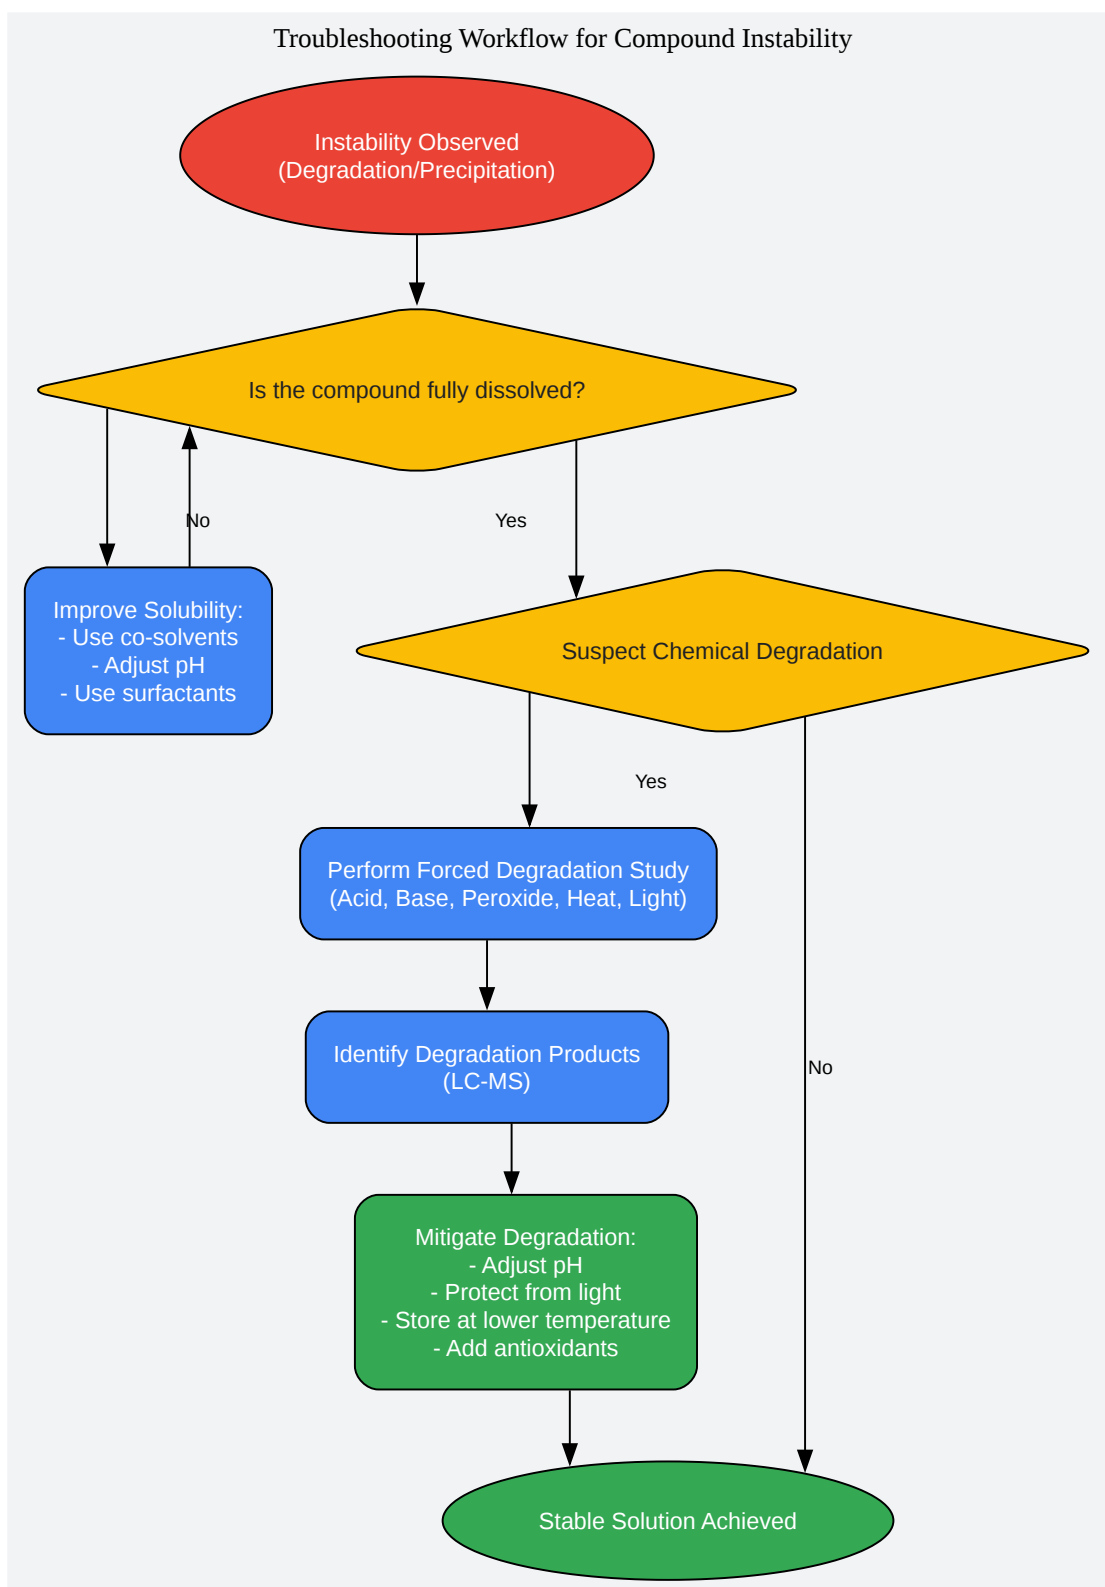 Troubleshooting Workflow for Compound Instability
Instability Observed
(Degradation/Precipitation)
Is the compound fully dissolved?
No
Yes
Improve Solubility:
- Use co-solvents
- Adjust pH
- Use surfactants
Suspect Chemical Degradation
Yes
Perform Forced Degradation Study
(Acid, Base, Peroxide, Heat, Light)
Identify Degradation Products
(LC-MS)
No
Mitigate Degradation:
- Adjust pH
- Protect from light
- Store at lower temperature
- Add antioxidants
Stable Solution Achieved